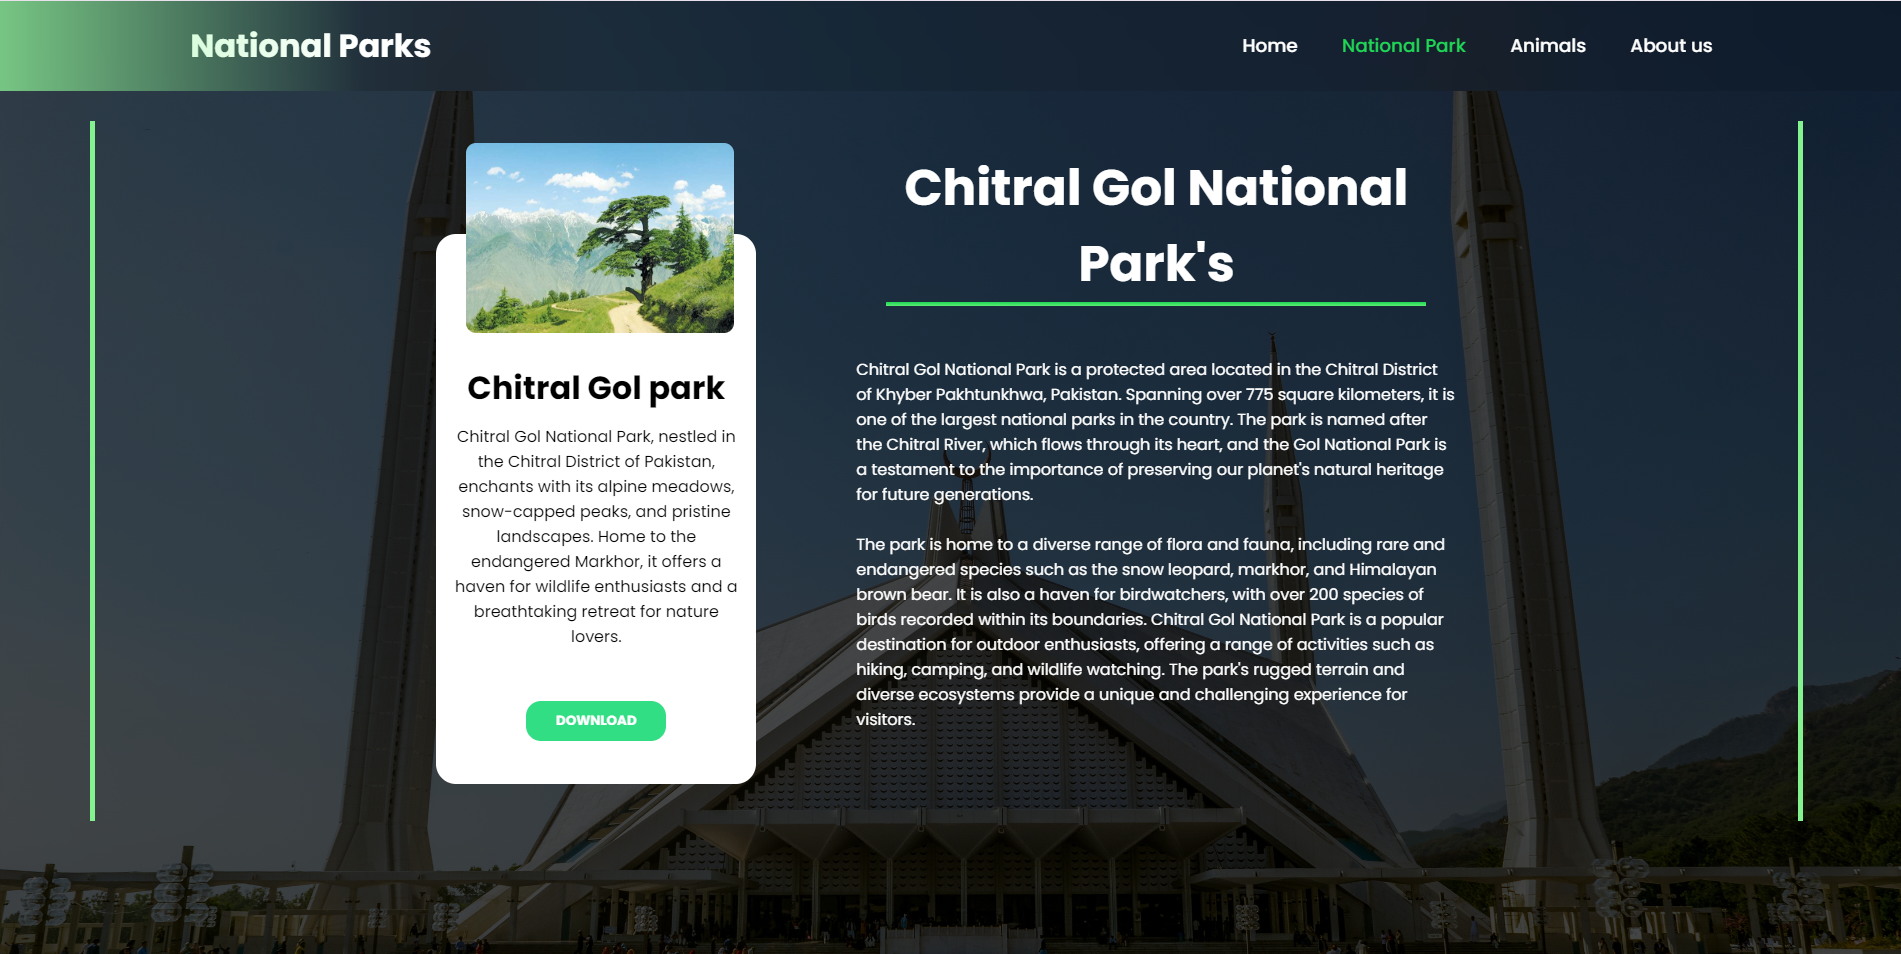 National Parks
Home
National Park
Animals
About us
Chitral Gol park
Chitral Gol National Park, nestled in
the Chitral District of Pakistan,
enchants with its alpine meadows,
snow-capped peaks, and pristine
landscapes. Home to the
endangered Markhor, it offers a
haven for wildlife enthusiasts and a
breathtaking retreat for nature
lovers.
DOWNLOAD
Chitral Gol National
Park's
Chitral Gol National Park is a protected area located in the Chitral District
of Khyber Pakhtunkhwa, Pakistan. Spanning over 775 square kilometers, it is
one of the largest national parks in the country. The park is named after
the Chitral River, which flows through its heart, and the Gol National Park is
a testament to the importance of preserving our planet's natural heritage
for future generations.
The park is home to a diverse range of flora and fauna, including rare and
endangered species such as the snow leopard, markhor, and Himalayan
brown bear. It is also a haven for birdwatchers, with over 200 species of
birds recorded within its boundaries. Chitral Gol National Park is a popular
destination for outdoor enthusiasts, offering a range of activities such as
hiking, camping, and wildlife watching. The park's rugged terrain and
diverse ecosystems provide a unique and challenging experience for
visitors.